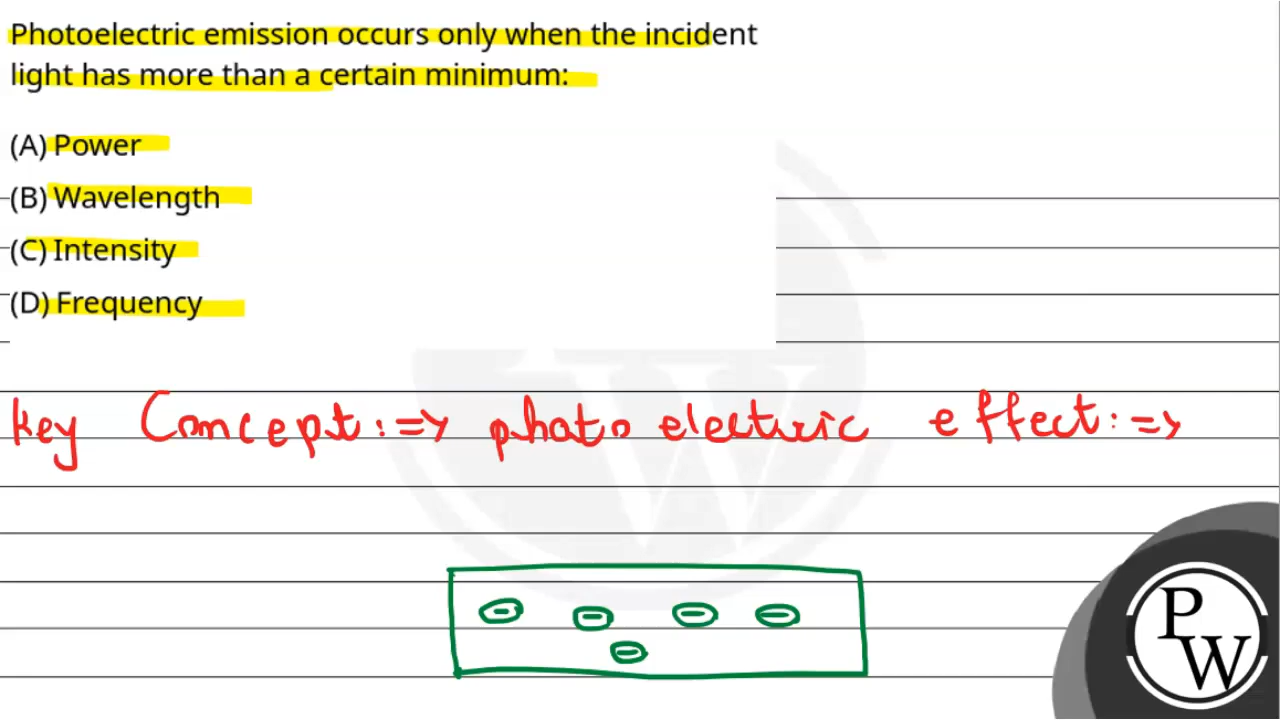 Photoelectric emission occurs only when the incident
light has more than a certain minimum:
(A) Power
(B) Wavelength
(C) Intensity
(D) Frequency
Key Concept:⇒ photo electric effect:⇒
PW